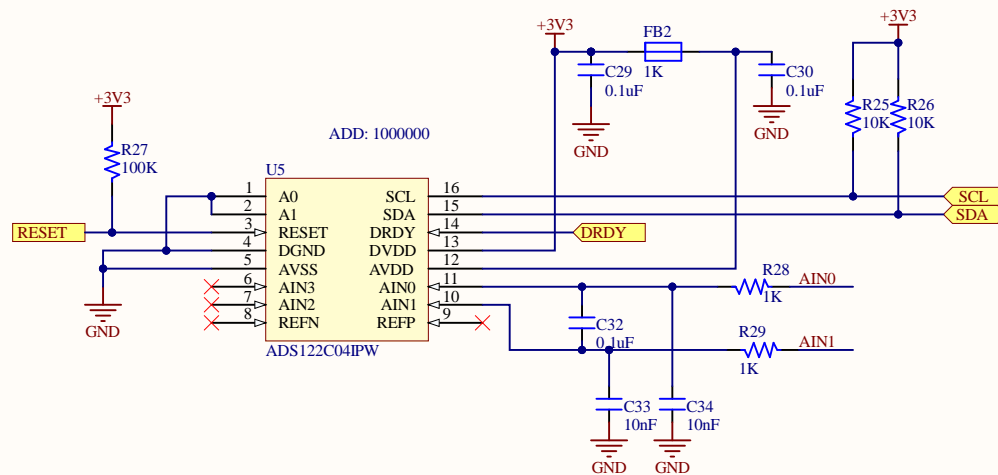 +3V3
FB2
1K
C29
0.1uF
GND
C30
0.1uF
GND
+3V3
R25
10K
R26
10K
+3V3
R27
100K
ADD: 1000000
U5
1 A0 SCL 16
2 A1 SDA 15
3 RESET DRDY 14
4 DGND DVDD 13
5 AVSS AVDD 12
6 AIN3 AIN0 11
7 AIN2 AIN1 10
8 REFN REFP 9
ADS122C04IPW
RESET
GND
SCL
SDA
DRDY
R28
1K
AIN0
C32
0.1uF
R29
1K
AIN1
C33
10nF
GND
C34
10nF
GND